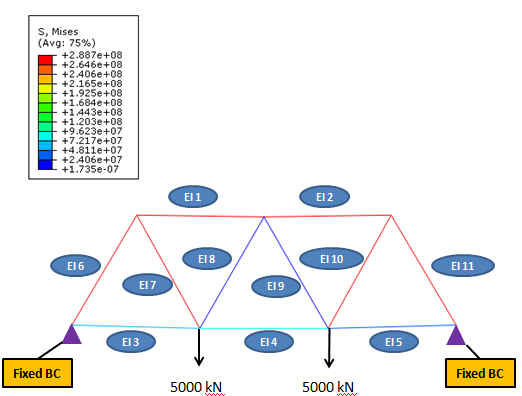 S, Mises
(Avg: 75%)
+2.887e+08
+2.646e+08
+2.406e+08
+2.165e+08
+1.925e+08
+1.684e+08
+1.443e+08
+1.203e+08
+9.623e+07
+7.217e+07
+4.811e+07
+2.406e+07
+1.735e-07
El 1
El 2
El 6
El 8
El 10
El 11
El 7
El 9
El 3
El 4
El 5
Fixed BC
Fixed BC
5000 kN
5000 kN